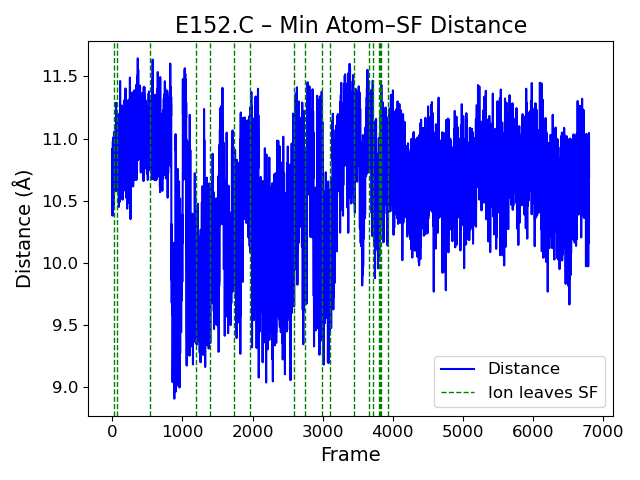 E152.C – Min Atom–SF Distance
11.5
11.0
10.5
10.0
9.5
9.0
Distance (Å)
Distance
Ion leaves SF
0 1000 2000 3000 4000 5000 6000 7000
Frame